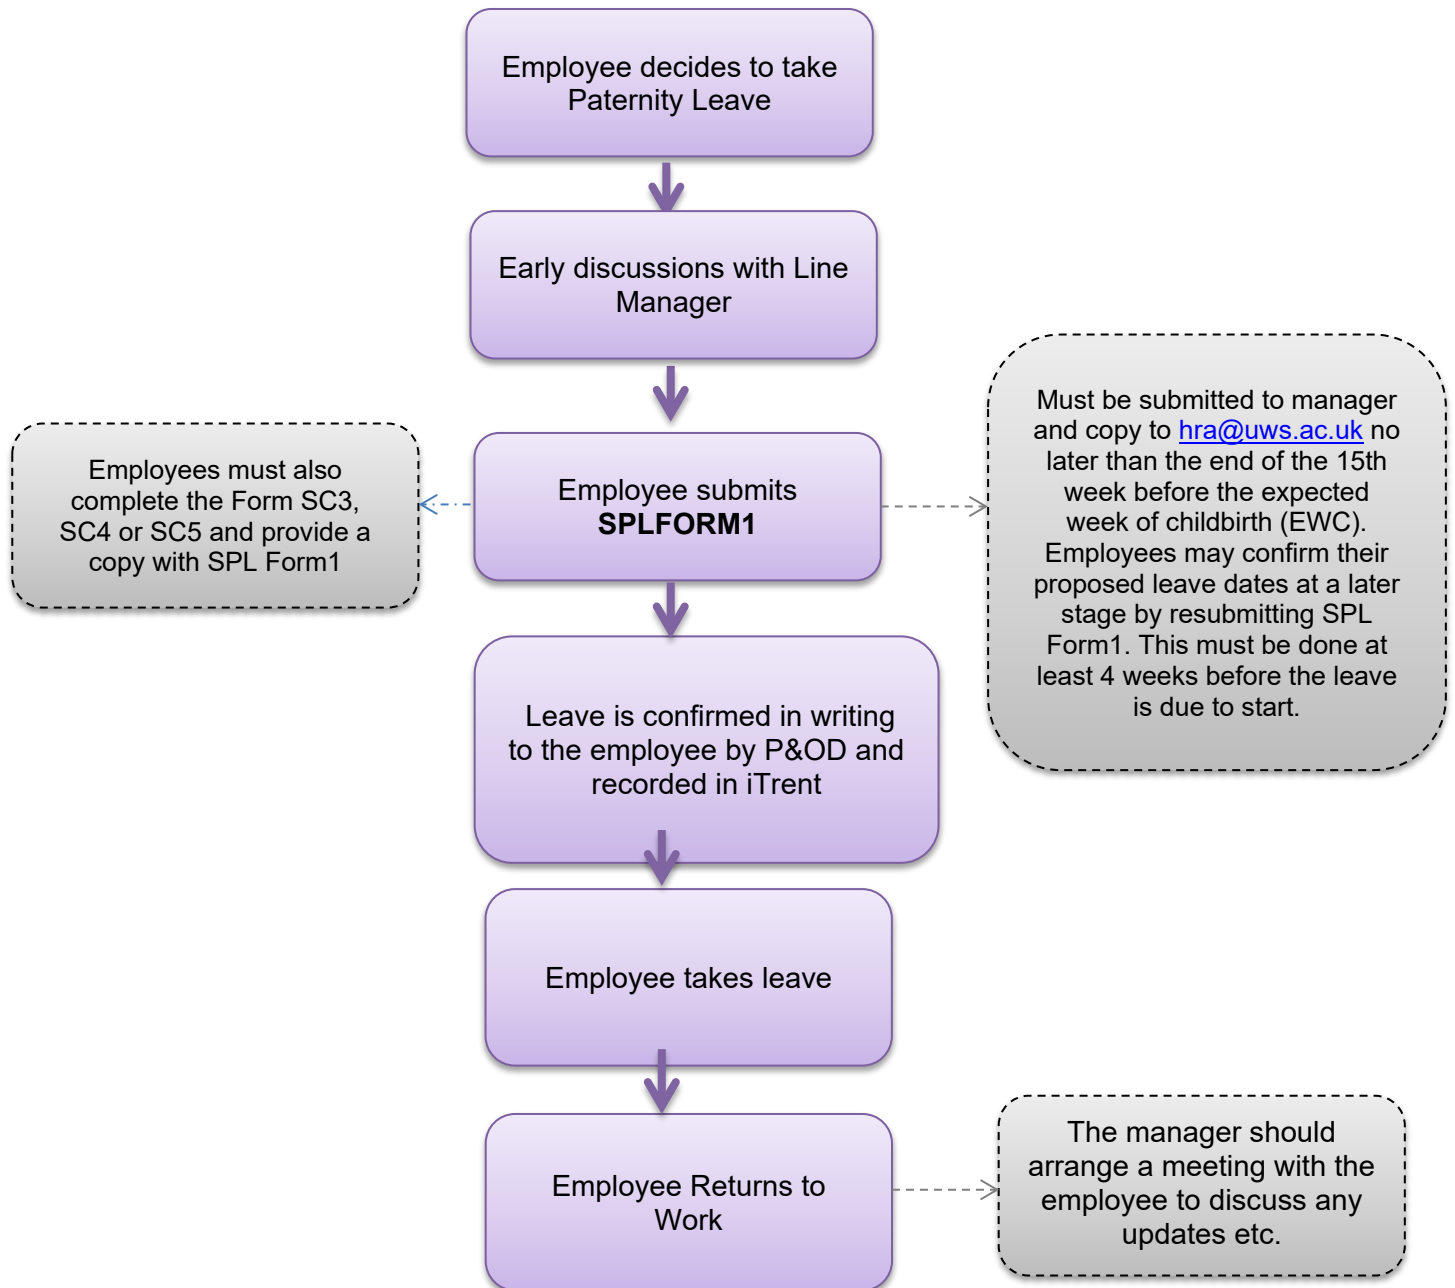 Employee decides to take
Paternity Leave
Early discussions with Line
Manager
Employees must also
complete the Form SC3,
SC4 or SC5 and provide a
copy with SPL Form1
Employee submits
SPLFORM1
Must be submitted to manager
and copy to hra@uws.ac.uk no
later than the end of the 15th
week before the expected
week of childbirth (EWC).
Employees may confirm their
proposed leave dates at a later
stage by resubmitting SPL
Form1. This must be done at
least 4 weeks before the leave
is due to start.
Leave is confirmed in writing
to the employee by P&OD and
recorded in iTrent
Employee takes leave
Employee Returns to
Work
The manager should
arrange a meeting with the
employee to discuss any
updates etc.